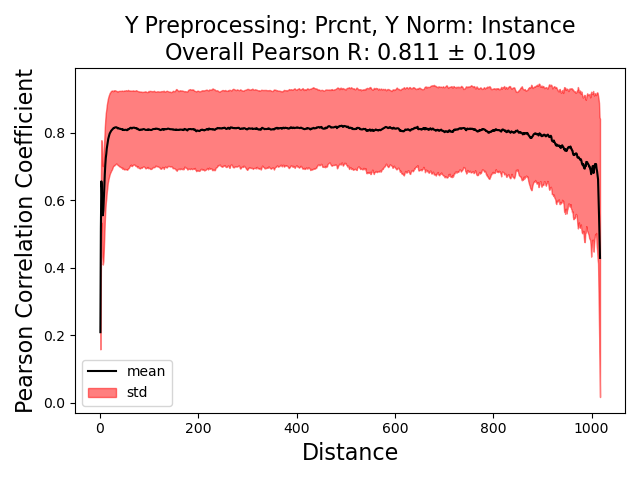 Y Preprocessing: Prcnt, Y Norm: Instance
Overall Pearson R: 0.811 ± 0.109
Pearson Correlation Coefficient
0.8
0.6
0.4
0.2
0.0
mean
std
0 200 400 600 800 1000
Distance